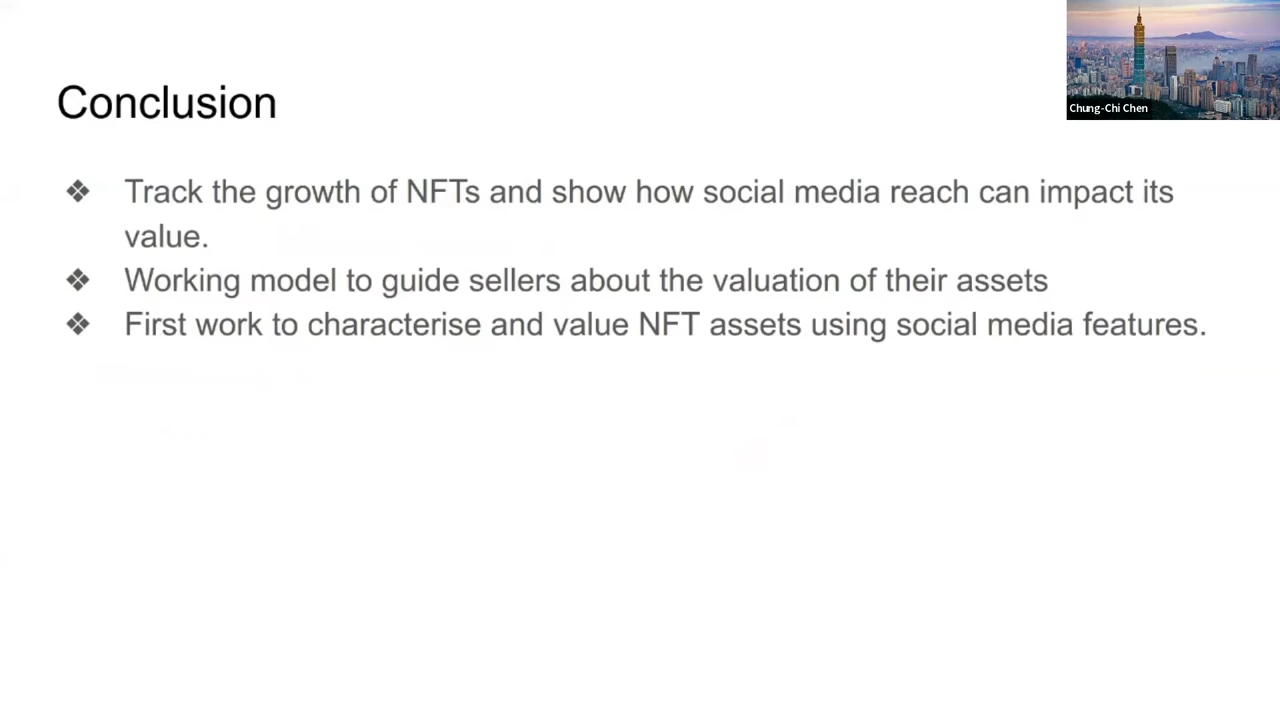 Conclusion
Chung-Chi Chen
❖ Track the growth of NFTs and show how social media reach can impact its
value.
❖ Working model to guide sellers about the valuation of their assets
❖ First work to characterise and value NFT assets using social media features.